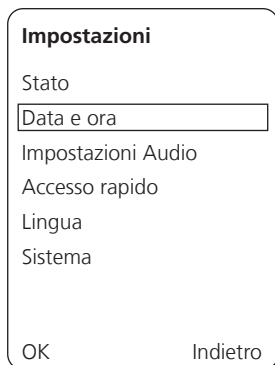 Impostazioni
Stato
Data e ora
Impostazioni Audio
Accesso rapido
Lingua
Sistema
OK Indietro